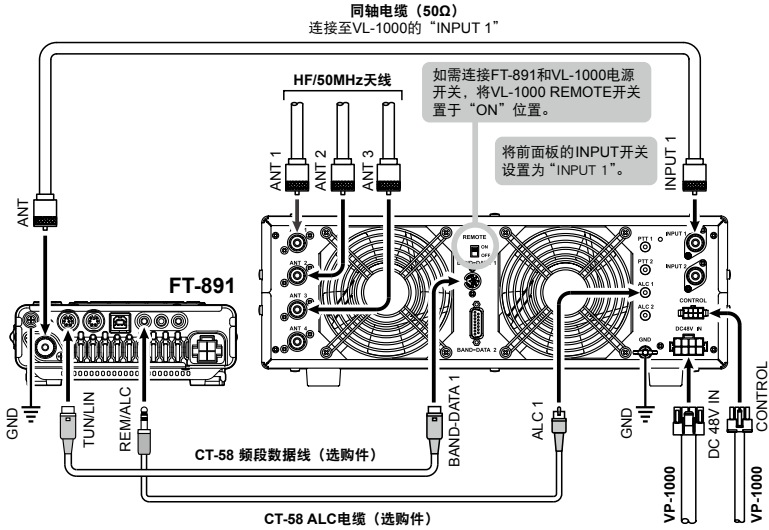 同轴电缆（50Ω）
连接至VL-1000的“INPUT 1”
HF/50MHz天线
如需连接FT-891和VL-1000电源
开关，将VL-1000 REMOTE开关
置于“ON”位置。
将前面板的INPUT开关
设置为“INPUT 1”。
ANT
ANT 1
ANT 2
ANT 3
INPUT 1
FT-891
ANT 2
ANT 3
ANT 4
REMOTE
ON
OFF
BAND-DATA 1
BAND-DATA 2
PTT 1
PTT 2
ALC 1
ALC 2
GND
INPUT 1
INPUT 2
CONTROL
DC48V IN
GND
TUN/LIN
REM/ALC
BAND-DATA 1
ALC 1
GND
DC 48V IN
CONTROL
VP-1000
VP-1000
CT-58 频段数据线（选购件）
CT-58 ALC电缆（选购件）